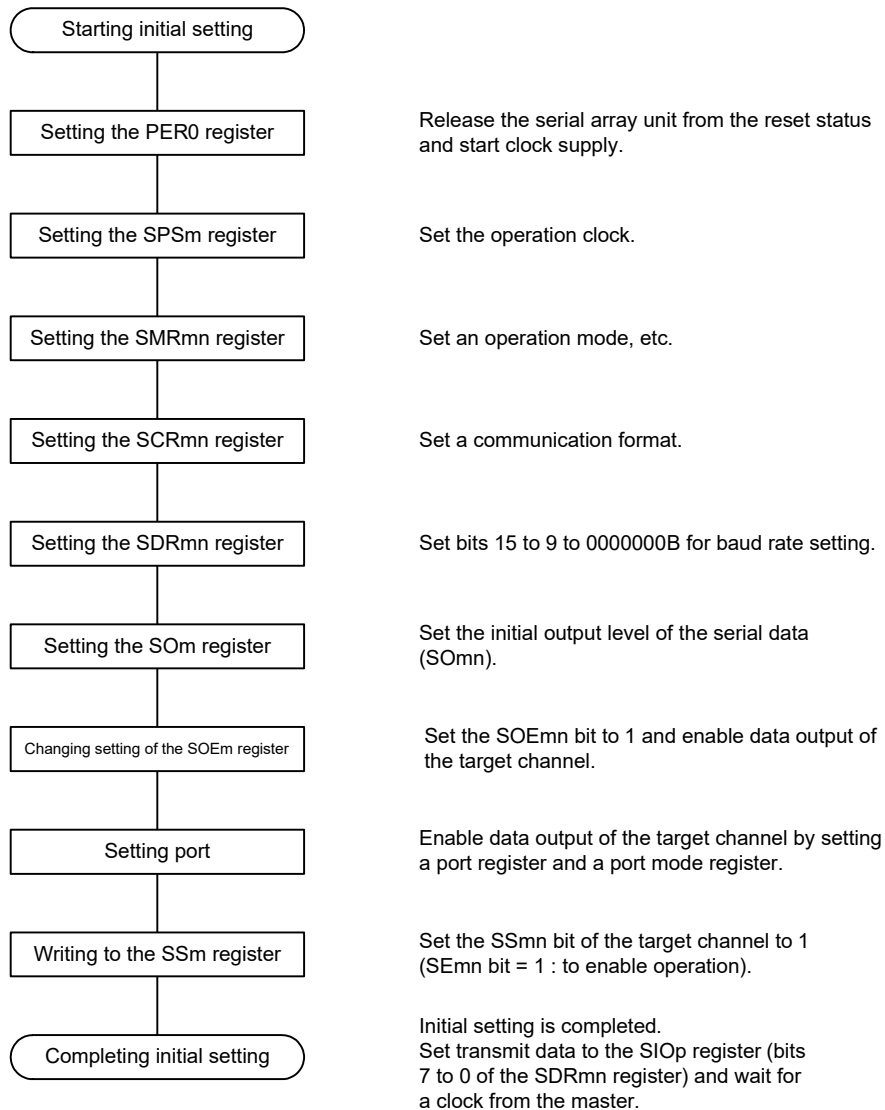 Starting initial setting
Setting the PER0 register
Release the serial array unit from the reset status
and start clock supply.
Setting the SPSm register
Set the operation clock.
Setting the SMRmn register
Set an operation mode, etc.
Setting the SCRmn register
Set a communication format.
Setting the SDRmn register
Set bits 15 to 9 to 0000000B for baud rate setting.
Setting the SOm register
Set the initial output level of the serial data
(SOmn).
Changing setting of the SOEm register
Set the SOEmn bit to 1 and enable data output of
the target channel.
Setting port
Enable data output of the target channel by setting
a port register and a port mode register.
Writing to the SSm register
Set the SSmn bit of the target channel to 1
(SEmn bit = 1 : to enable operation).
Completing initial setting
Initial setting is completed.
Set transmit data to the SIOp register (bits
7 to 0 of the SDRmn register) and wait for
a clock from the master.